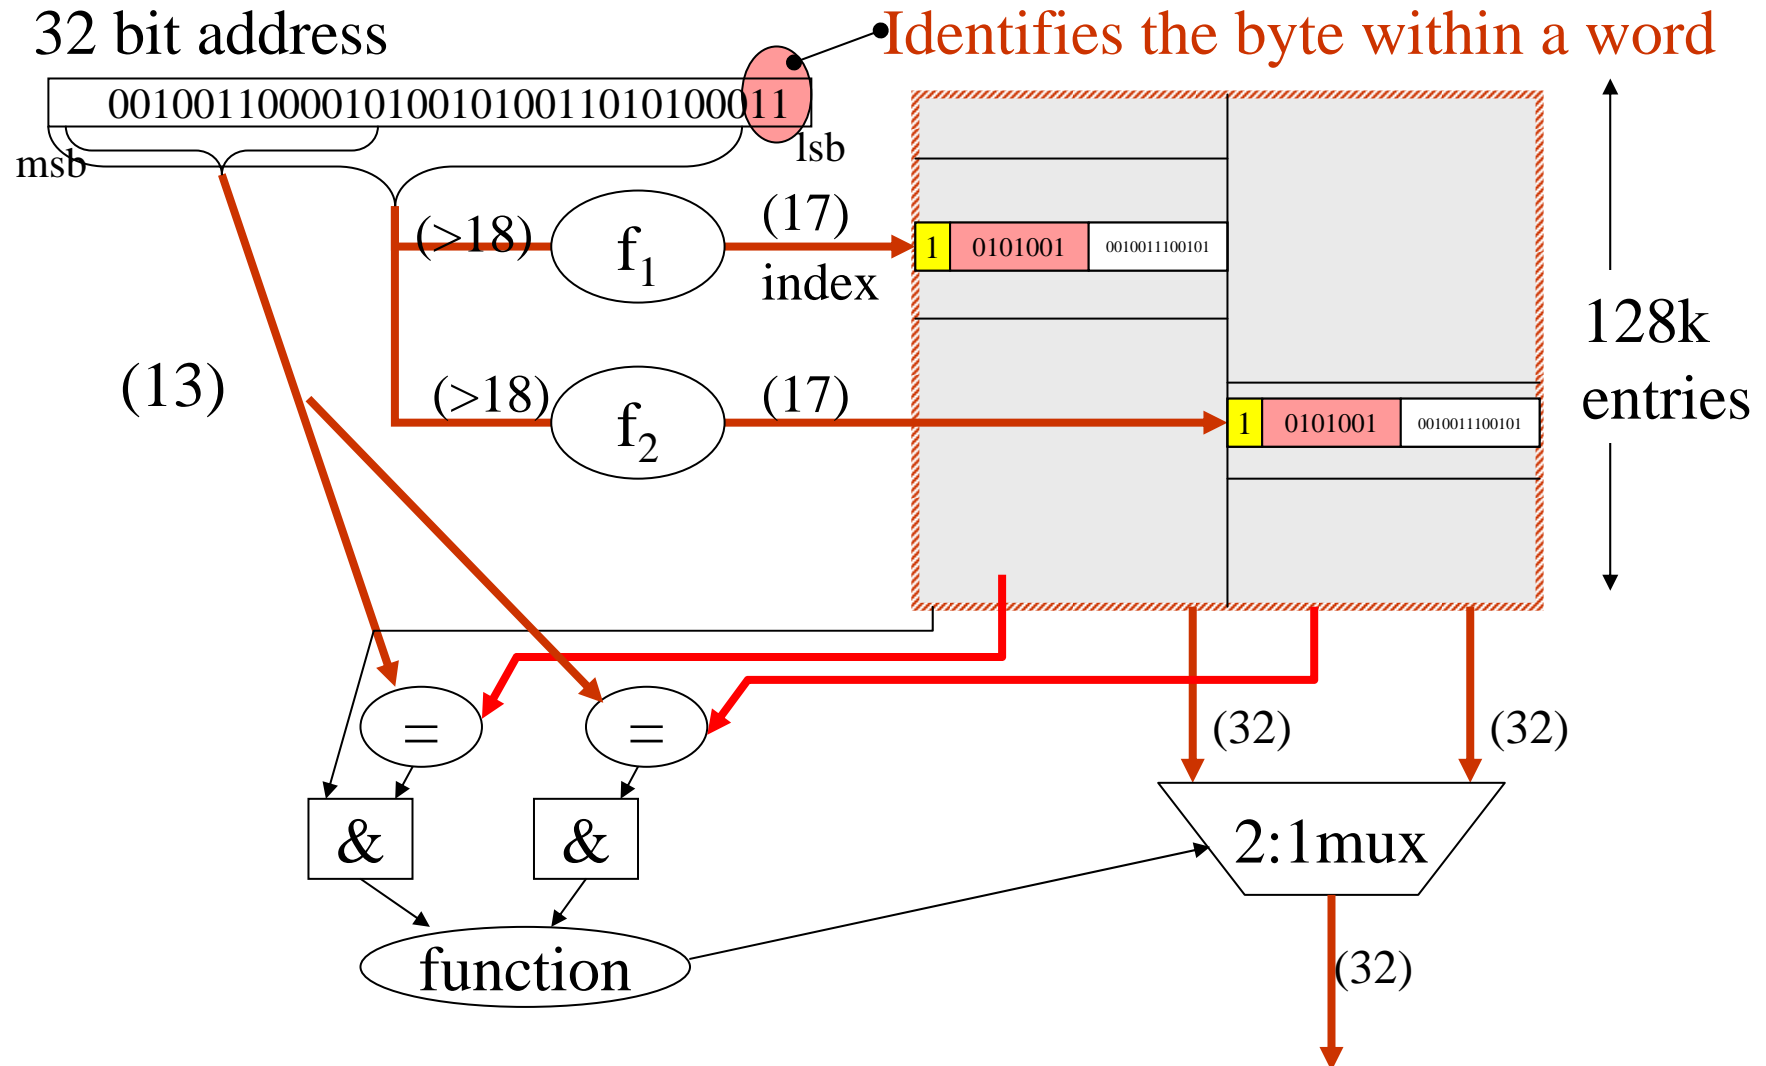 32 bit address
Identifies the byte within a word
00100110000101001010011010100011
msb
lsb
(>18)
f1
(17)
index
1 0101001 0010011100101
128k
entries
(13)
(>18)
f2
(17)
1 0101001 0010011100101
=
=
(32)
(32)
&
&
2:1mux
function
(32)